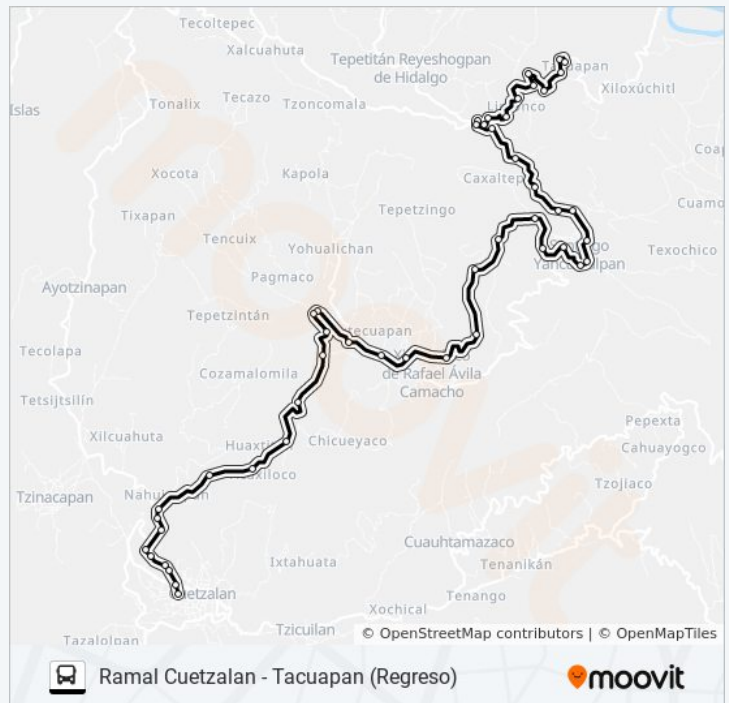 Tecoltepec
Xalcuahuta
Tepetitán Reyeshogpan
de Hidalgo
Xiloxúchitl
Islas
Tonalix
Tecazo
Tzoncomala
Xocota
Kapola
Caxaltep
Coa
Cuamo
Tixapan
Tepetzingo
Tencuix
Yohualichan
Texochico
Pagmaco
Ayotzinapan
Tepetzintán
tecuapan
Tecolapa
Cozamalomila
de Rafael Ávila
Camacho
Tetsijtsilín
Pepexta
Xilcuahuta
Chicueyaco
Cahuayogco
Tzojiaco
Tzinacapan
Cuauhtamazaco
Ixtahuata
Tenanikán
etzalan
Tenango
Xochical
Tzicuilan
Tazalolpan
© OpenStreetMap contributors | © OpenMapTiles
Ramal Cuetzalan - Tacuapan (Regreso)
moovit